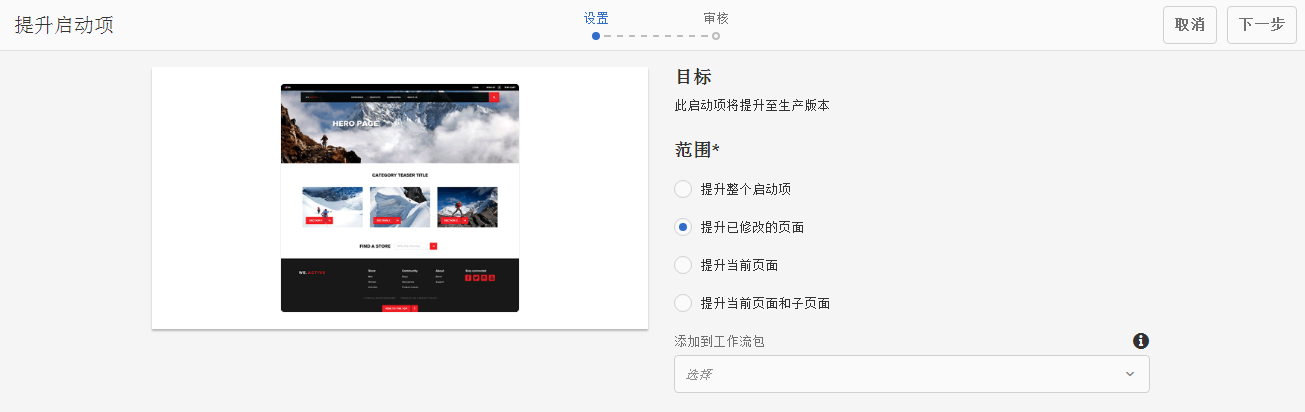 提升启动项
设置
审核
取消
下一步
HERO PAGE
CATEGORY TEASER TITLE
FIND A STORE
目标
此启动项将提升至生产版本
范围*
提升整个启动项
提升已修改的页面
提升当前页面
提升当前页面和子页面
添加到工作流包
选择